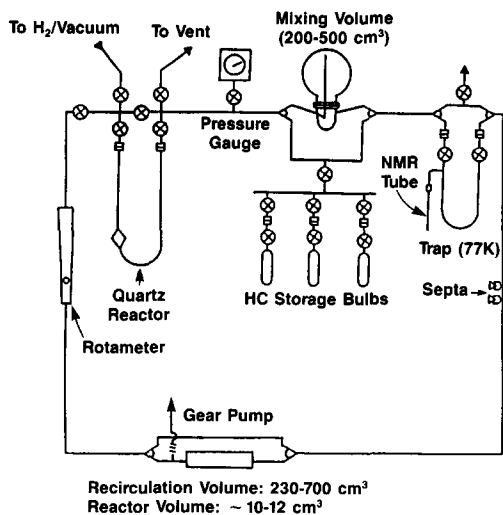 Mixing Volume
(200-500 cm³)
To H₂/Vacuum
To Vent
Pressure
Gauge
NMR
Tube
Trap (77K)
Quartz
Reactor
HC Storage Bulbs
Septa
Rotameter
Gear Pump
Recirculation Volume: 230-700 cm³
Reactor Volume: ~ 10-12 cm³